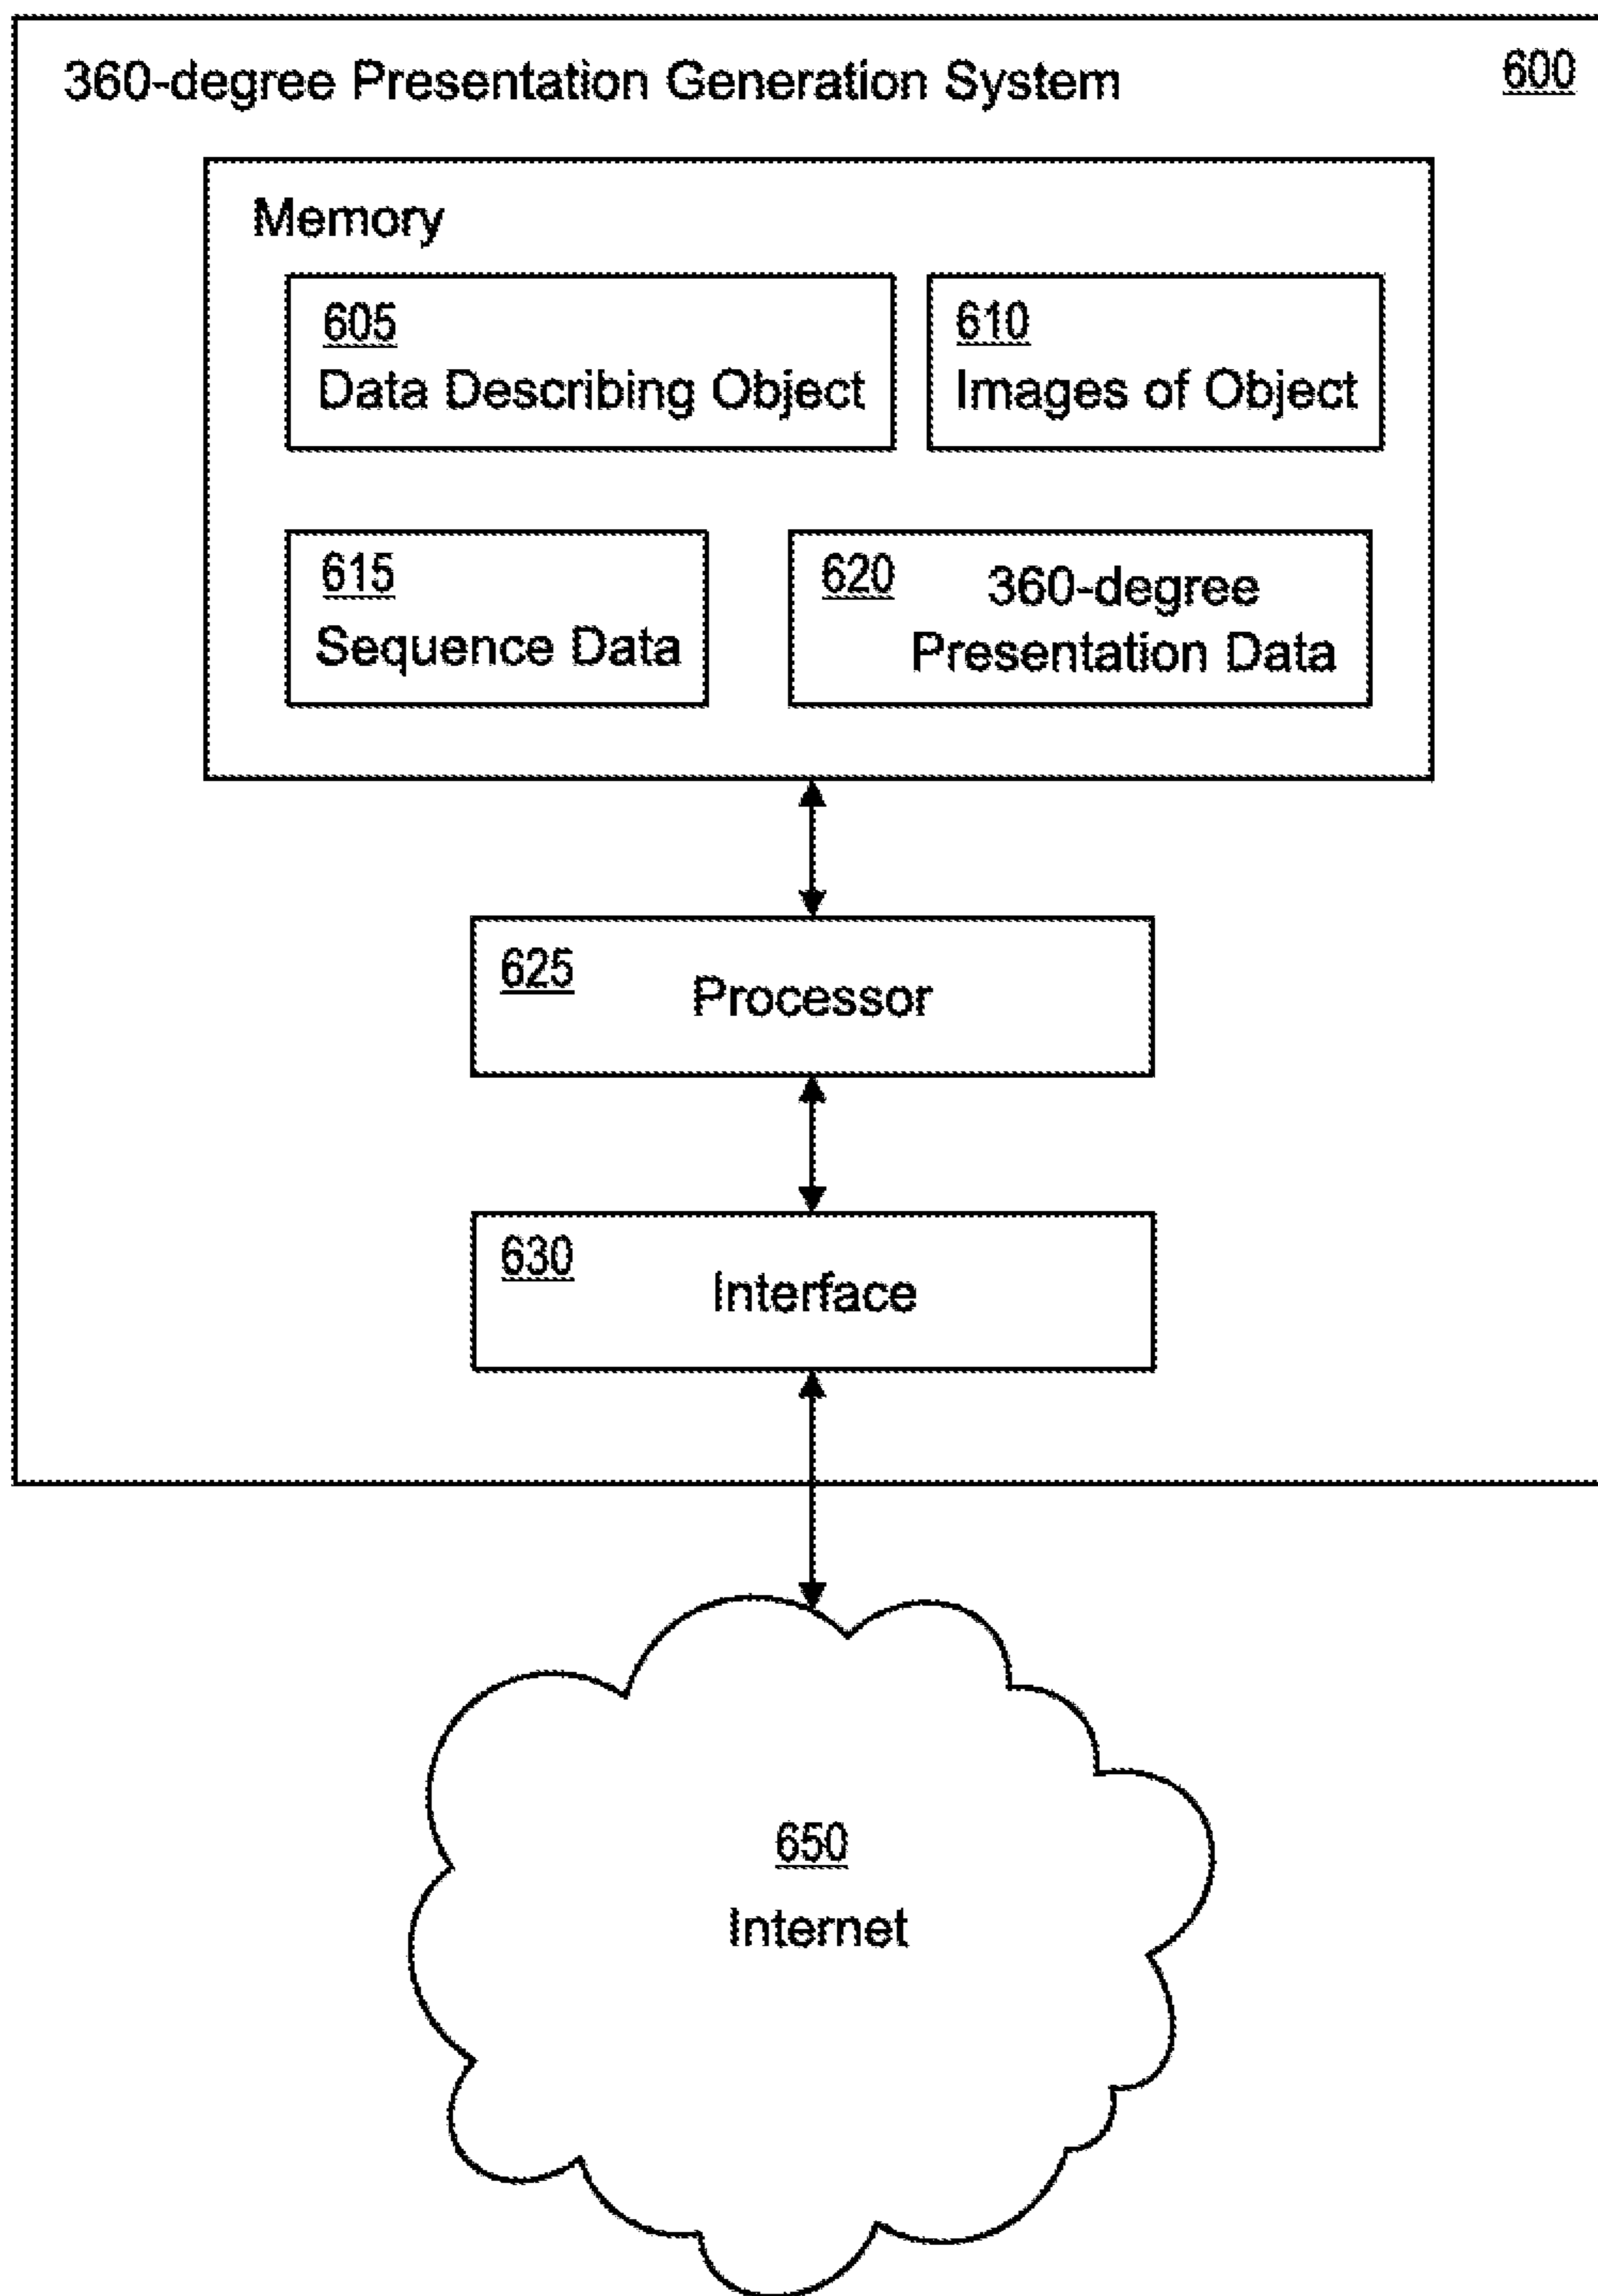 360-degree Presentation Generation System 600
Memory
605
Data Describing Object
610
Images of Object
615
Sequence Data
620 360-degree
Presentation Data
625
Processor
630
Interface
650
Internet